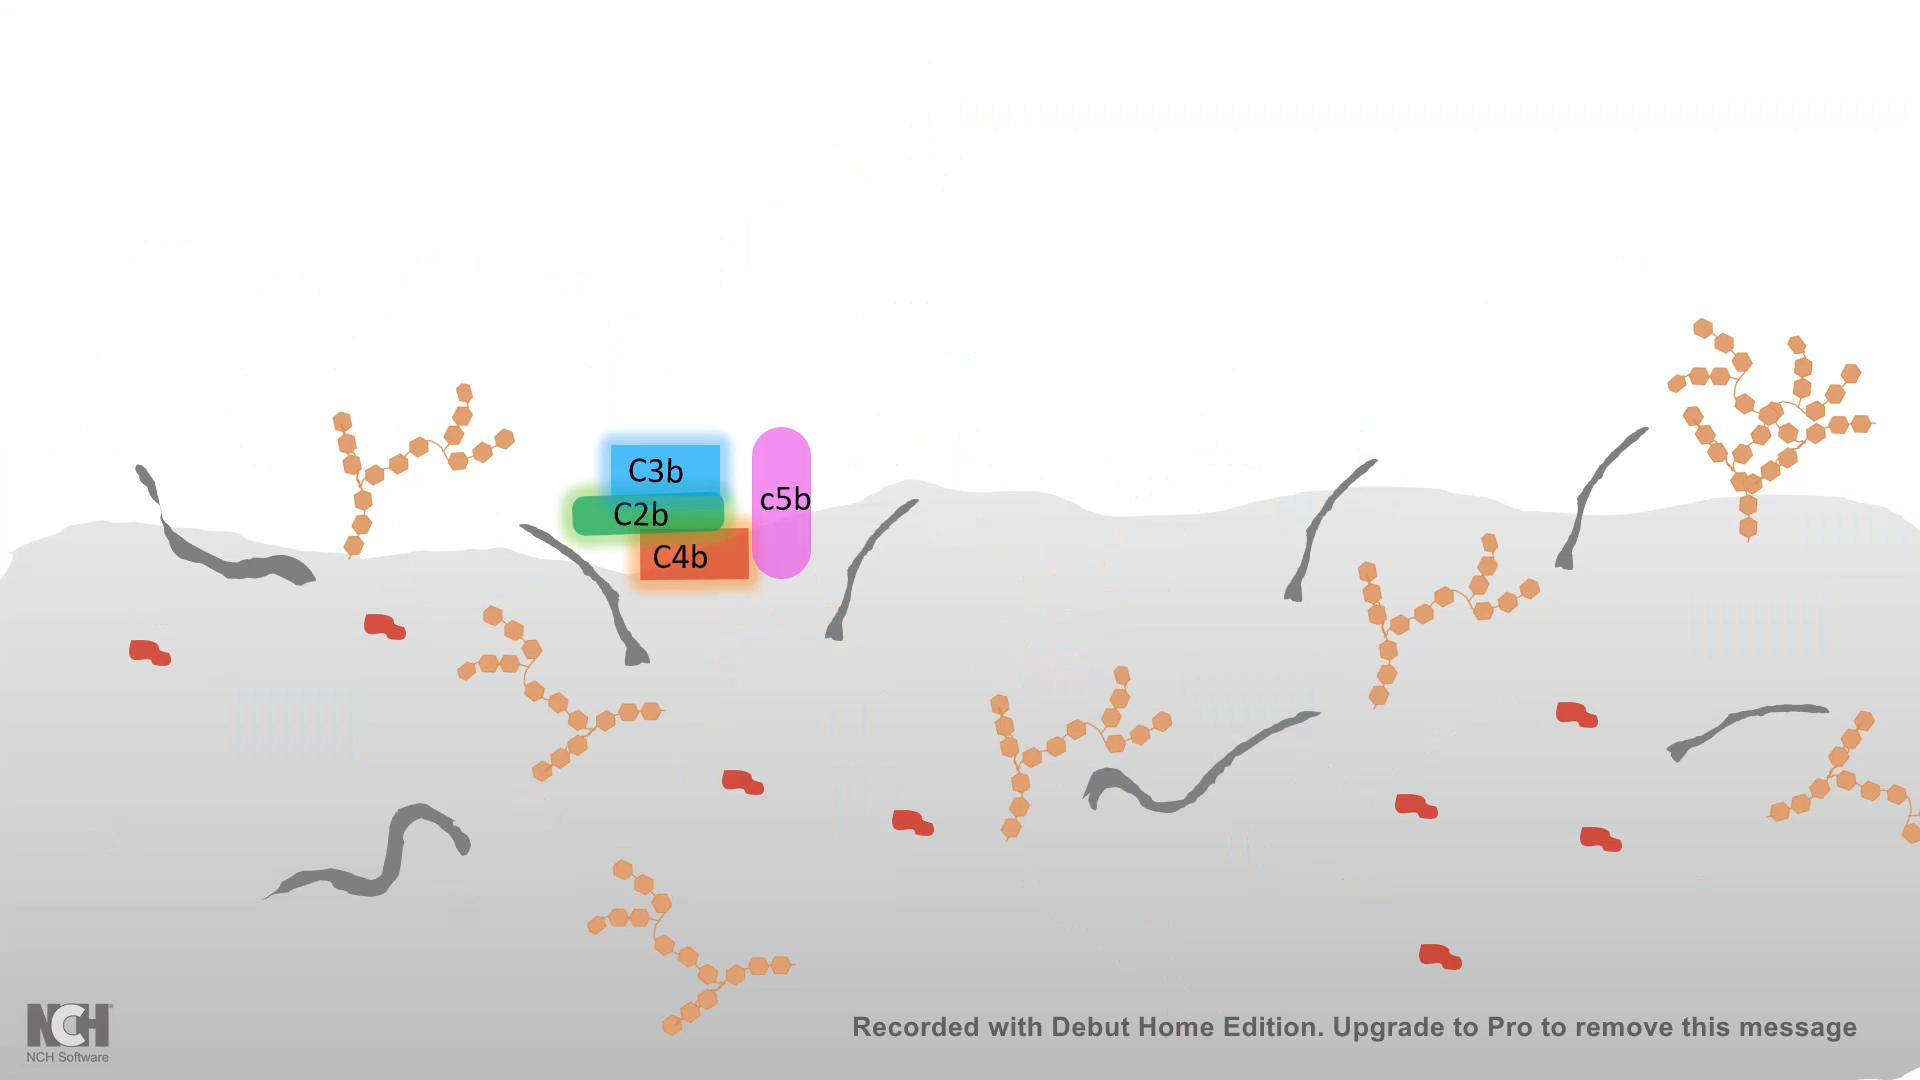 C3b
C2b
c5b
C4b
NCH
NCH Software
Recorded with Debut Home Edition. Upgrade to Pro to remove this message